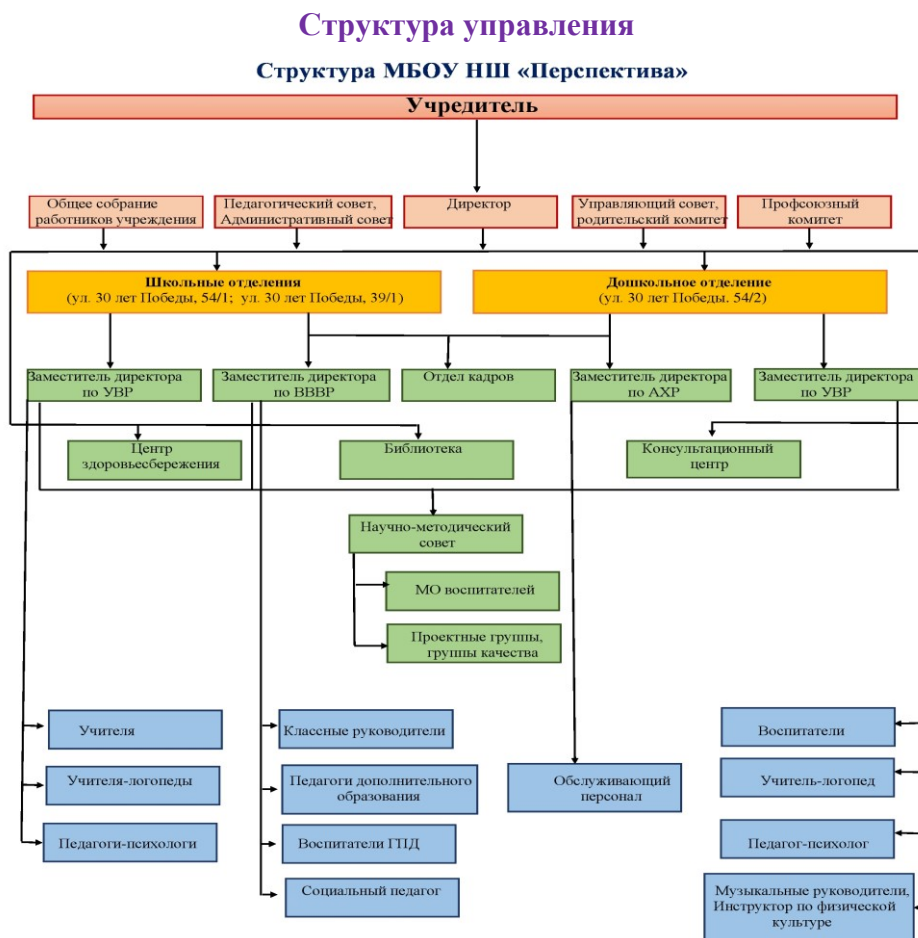 Структура управления
Структура МБОУ НШ «Перспектива»
Учредитель
Общее собрание
работников учреждения
Педагогический совет,
Административный совет
Директор
Управляющий совет,
родительский комитет
Профсоюзный
комитет
Школьные отделения
(ул. 30 лет Победы, 54/1; ул. 30 лет Победы, 39/1)
Дошкольное отделение
(ул. 30 лет Победы. 54/2)
Заместитель директора
по УВР
Заместитель директора
по ВВВР
Отдел кадров
Заместитель директора
по АХР
Заместитель директора
по УВР
Центр
здоровьесбережения
Библиотека
Консультационный
центр
Научно-методический
совет
МО воспитателей
Проектные группы,
группы качества
Учителя
Учителя-логопеды
Педагоги-психологи
Классные руководители
Педагоги дополнительного
образования
Воспитатели ГПД
Социальный педагог
Обслуживающий
персонал
Воспитатели
Учитель-логопед
Педагог-психолог
Музыкальные руководители,
Инструктор по физической
культуре